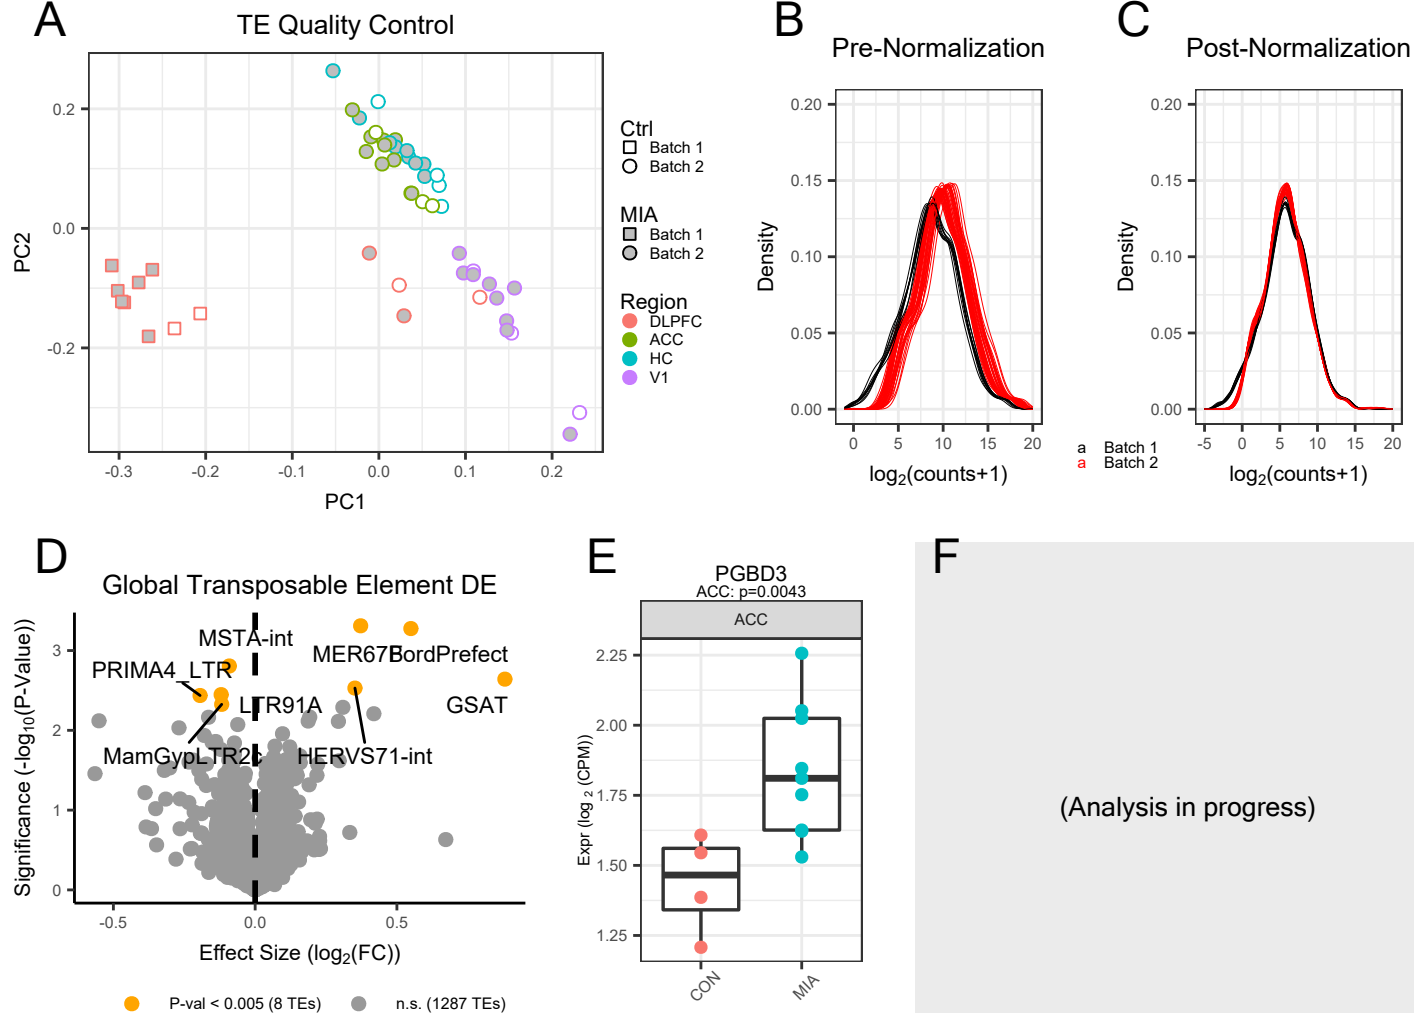 A
TE Quality Control
PC2
0.2
0.0
-0.2
-0.3
-0.2
-0.1
0.0
0.1
0.2
PC1
Ctrl
Batch 1
Batch 2
MIA
Batch 1
Batch 2
Region
DLPFC
ACC
HC
V1
B
Pre-Normalization
Density
0.20
0.15
0.10
0.05
0.00
0
5
10
15
20
log2(counts+1)
C
Post-Normalization
Density
0.20
0.15
0.10
0.05
0.00
-5
0
5
10
15
20
log2(counts+1)
a Batch 1
a Batch 2
D
Global Transposable Element DE
Significance (-log10(P-Value))
3
2
1
0
MSTA-int
PRIMA4_LTR
MER67B
BordPrefect
LTR91A
GSAT
MamGypLTR2c
HERVS71-int
-0.5
0.0
0.5
Effect Size (log2(FC))
P-val < 0.005 (8 TEs)
n.s. (1287 TEs)
E
PGBD3
ACC: p=0.0043
ACC
Expr (log 2 (CPM))
2.25
2.00
1.75
1.50
1.25
CON
MIA
F
(Analysis in progress)